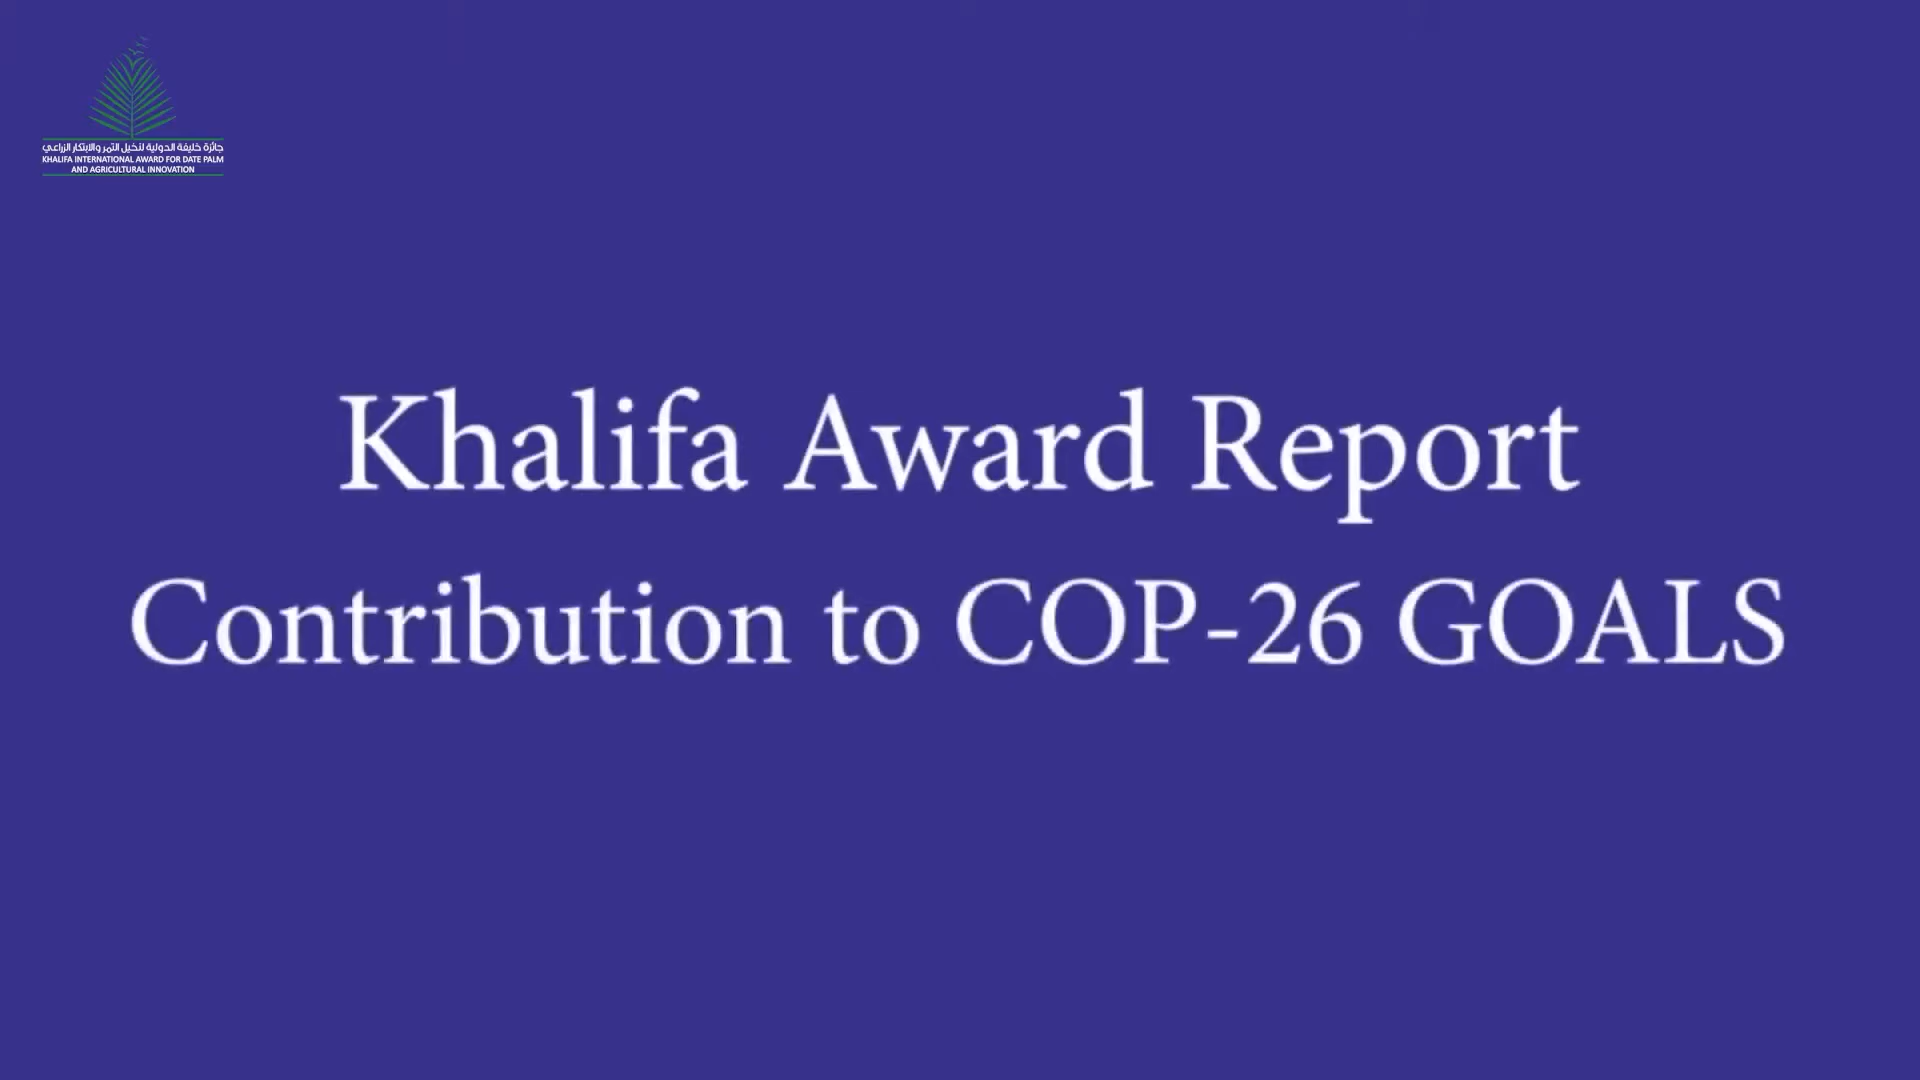 جائزة خليفة الدولية لنخيل التمر والابتكار الزراعي
KHALIFA INTERNATIONAL AWARD FOR DATE PALM
AND AGRICULTURAL INNOVATION
Khalifa Award Report
Contribution to COP-26 GOALS